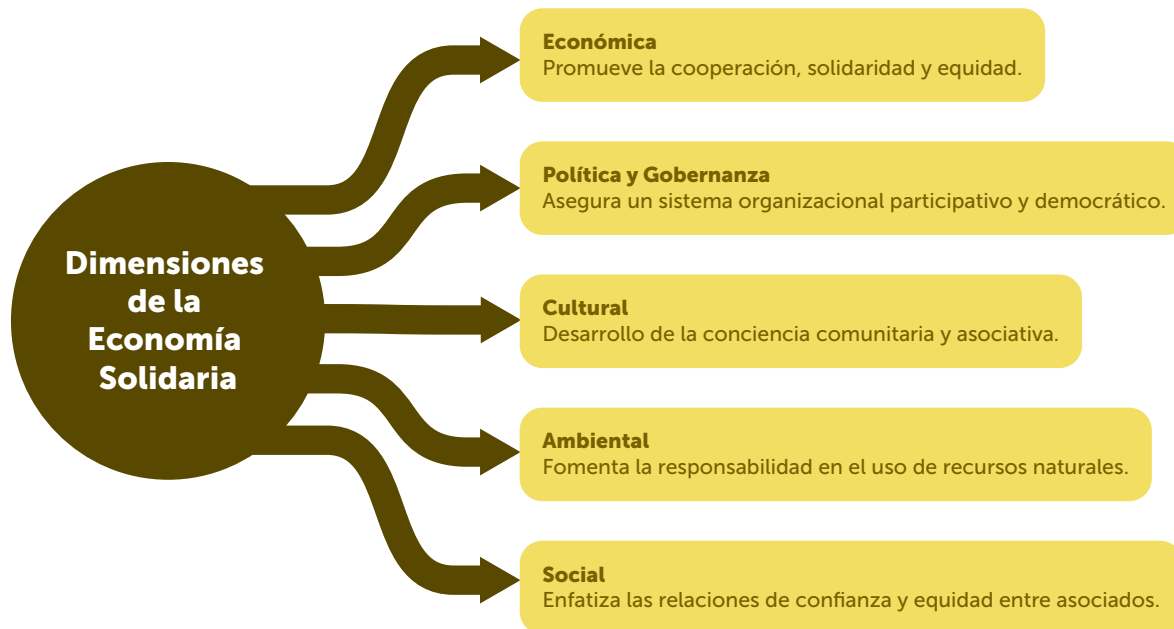 Dimensiones
de la
Economía
Solidaria
Económica
Promueve la cooperación, solidaridad y equidad.
Política y Gobernanza
Asegura un sistema organizacional participativo y democrático.
Cultural
Desarrollo de la conciencia comunitaria y asociativa.
Ambiental
Fomenta la responsabilidad en el uso de recursos naturales.
Social
Enfatiza las relaciones de confianza y equidad entre asociados.